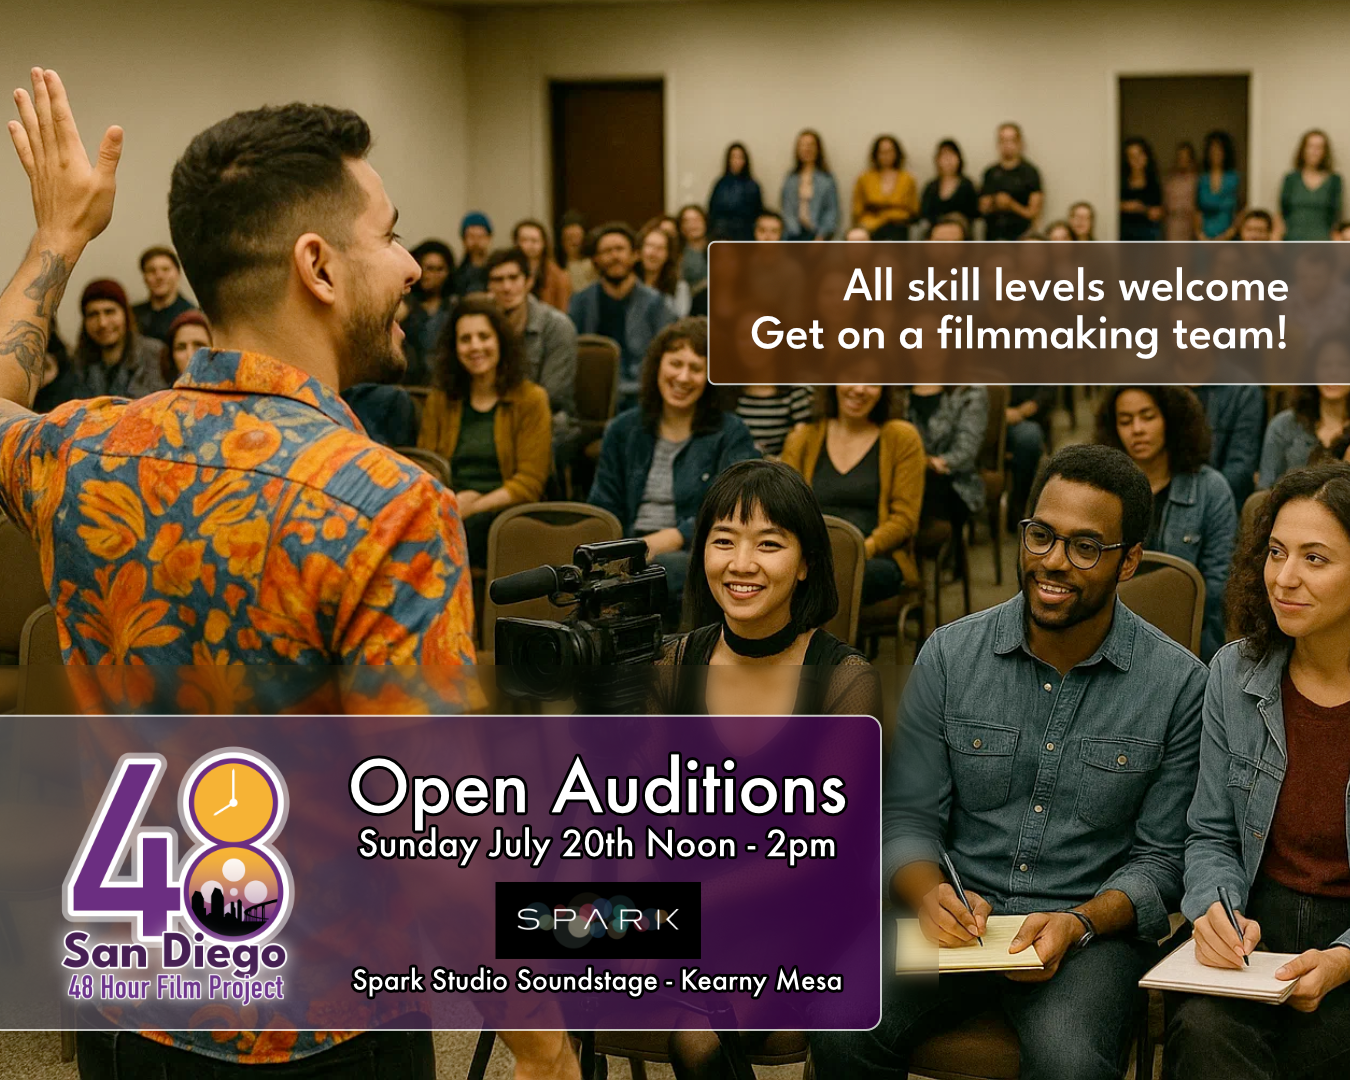 All skill levels welcome
Get on a filmmaking team!
48
San Diego
48 Hour Film Project
Open Auditions
Sunday July 20th Noon - 2pm
SPARK
Spark Studio Soundstage - Kearny Mesa